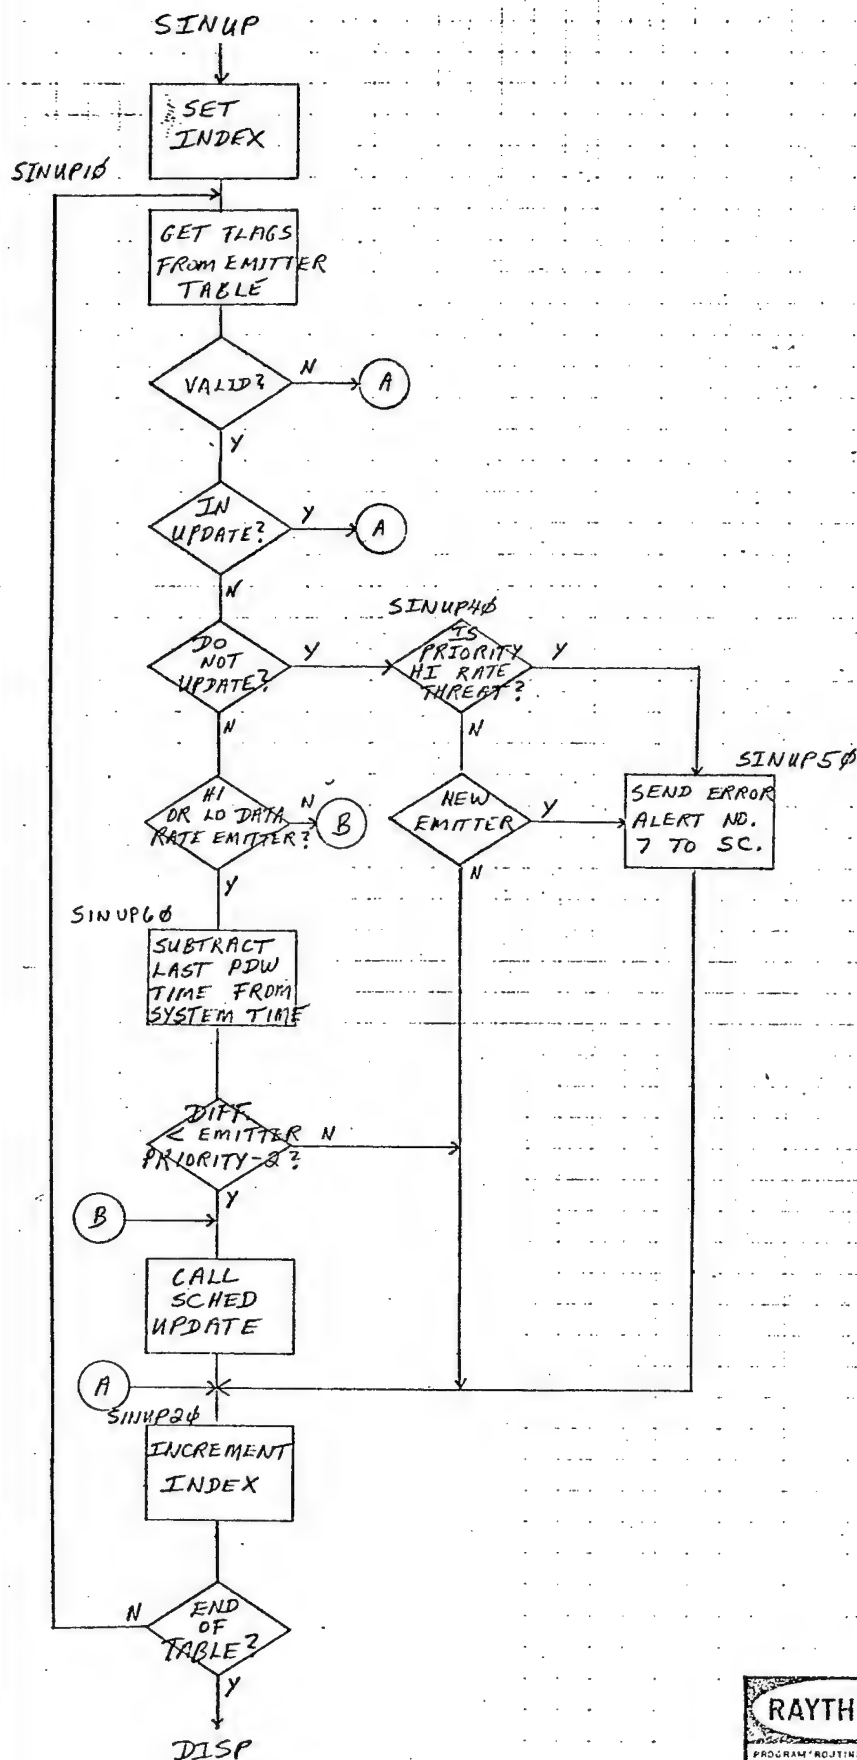 SINUP
SET
INDEX
SINUP10
GET FLAGS
FROM EMITTER
TABLE
VALID?
N
A
Y
IN
UPDATE?
Y
A
N
DO
NOT
UPDATE?
Y
SINUP40
IS
PRIORITY
HI RATE
THREAT?
Y
N
N
HI
OR LO DATA
RATE EMITTER?
N
B
NEW
EMITTER
Y
SINUP50
SEND ERROR
ALERT NO.
7 TO SC.
Y
N
SINUP60
SUBTRACT
LAST PDW
TIME FROM
SYSTEM TIME
DIFF.
< EMITTER
PRIORITY-2?
N
Y
B
CALL
SCHED
UPDATE
A
SINUP20
INCREMENT
INDEX
N
END
OF
TABLE?
Y
DISP
RAYTH
PROGRAM/ROUTIN